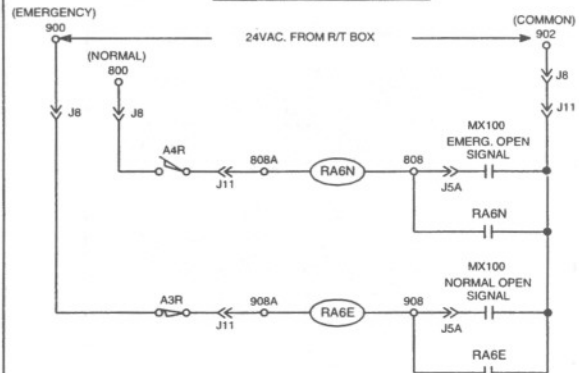 (EMERGENCY)
900
(NORMAL)
800
24VAC. FROM R/T BOX
(COMMON)
902
J8
J8
J8
J11
A4R
J11
808A
RA6N
808
J5A
MX100
EMERG. OPEN
SIGNAL
RA6N
A3R
J11
908A
RA6E
908
J5A
MX100
NORMAL OPEN
SIGNAL
RA6E